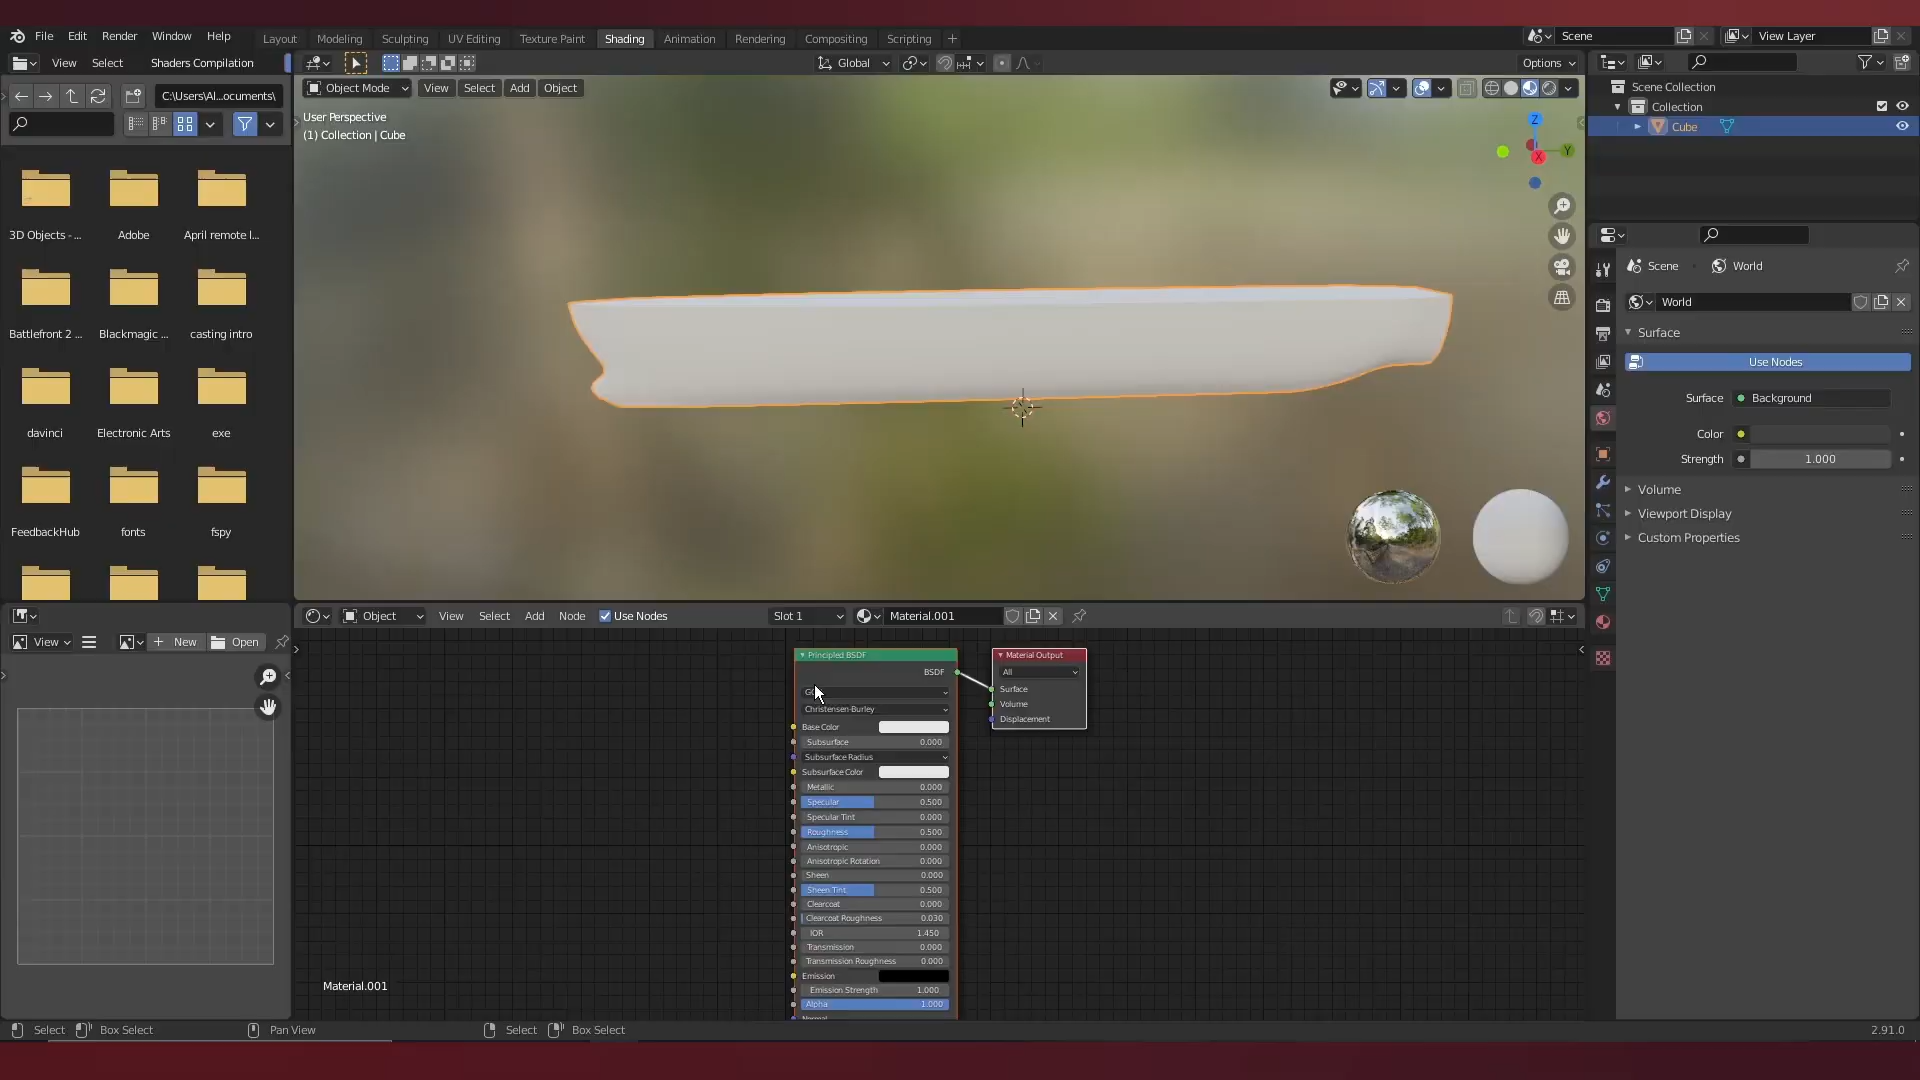 File Edit Render Window Help Layout Modeling Sculpting UV Editing Texture Paint Shading Animation Rendering Compositing Scripting + Scene View Layer
View Select Shaders Compilation Global Options
C:\Users\Al...ocuments\ Object Mode View Select Add Object Scene Collection
Collection
Cube
User Perspective
(1) Collection | Cube
Z
Y
X
3D Objects - ... Adobe April remote l...
Battlefront 2 ... Blackmagic ... casting intro
davinci Electronic Arts exe
FeedbackHub fonts fspy
Scene World
World
Surface
Use Nodes
Surface Background
Color
Strength 1.000
Volume
Viewport Display
Custom Properties
Object View Select Add Node Use Nodes Slot 1 Material.001
View New Open
Principled BSDF
BSDF
Christensen-Burley
Base Color
Subsurface 0.000
Subsurface Radius
Subsurface Color
Metallic 0.000
Specular 0.500
Specular Tint 0.000
Roughness 0.500
Anisotropic 0.000
Anisotropic Rotation 0.000
Sheen 0.000
Sheen Tint 0.500
Clearcoat 0.000
Clearcoat Roughness 0.030
IOR 1.450
Transmission 0.000
Transmission Roughness 0.000
Emission
Emission Strength 1.000
Alpha 1.000
Material Output
All
Surface
Volume
Displacement
Material.001
Select Box Select Pan View Select Box Select 2.91.0